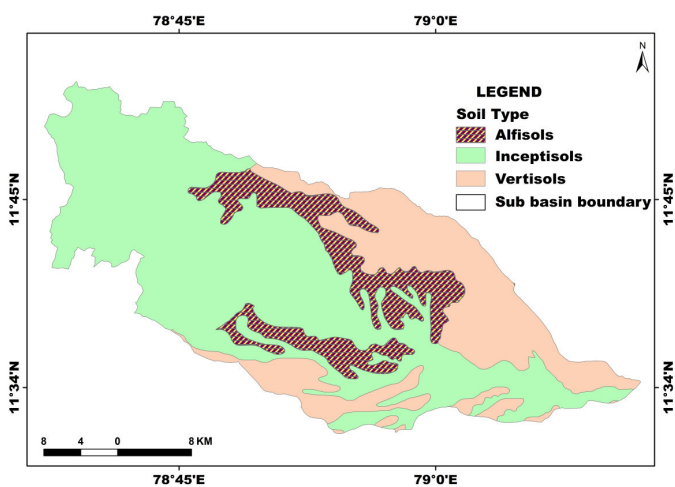 78°45'E 79°0'E
N
LEGEND
Soil Type
Alfisols
Inceptisols
Vertisols
Sub basin boundary
11°45'N 11°45'N
11°34'N 11°34'N
8 4 0 8 KM
78°45'E 79°0'E